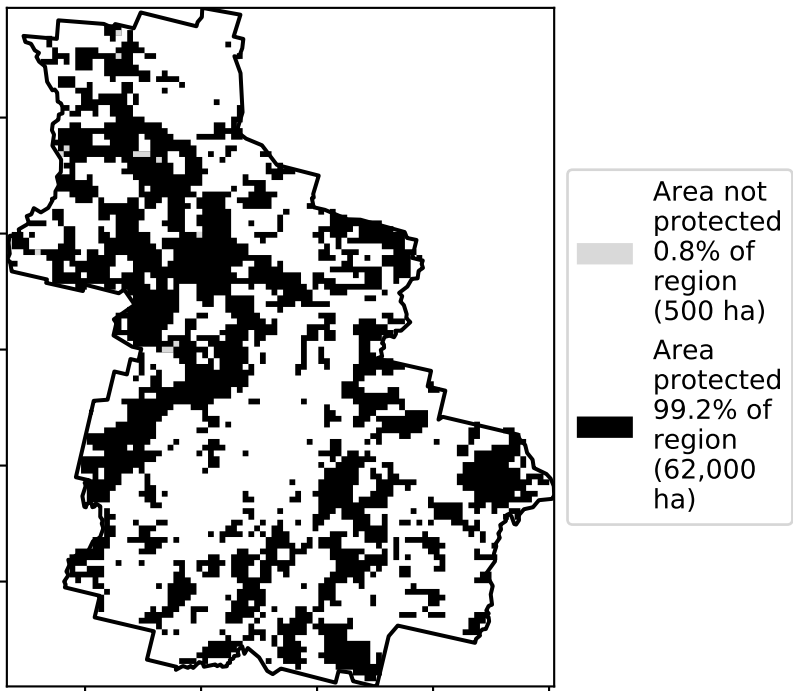 Area not
protected
0.8% of
region
(500 ha)
Area
protected
99.2% of
region
(62,000
ha)